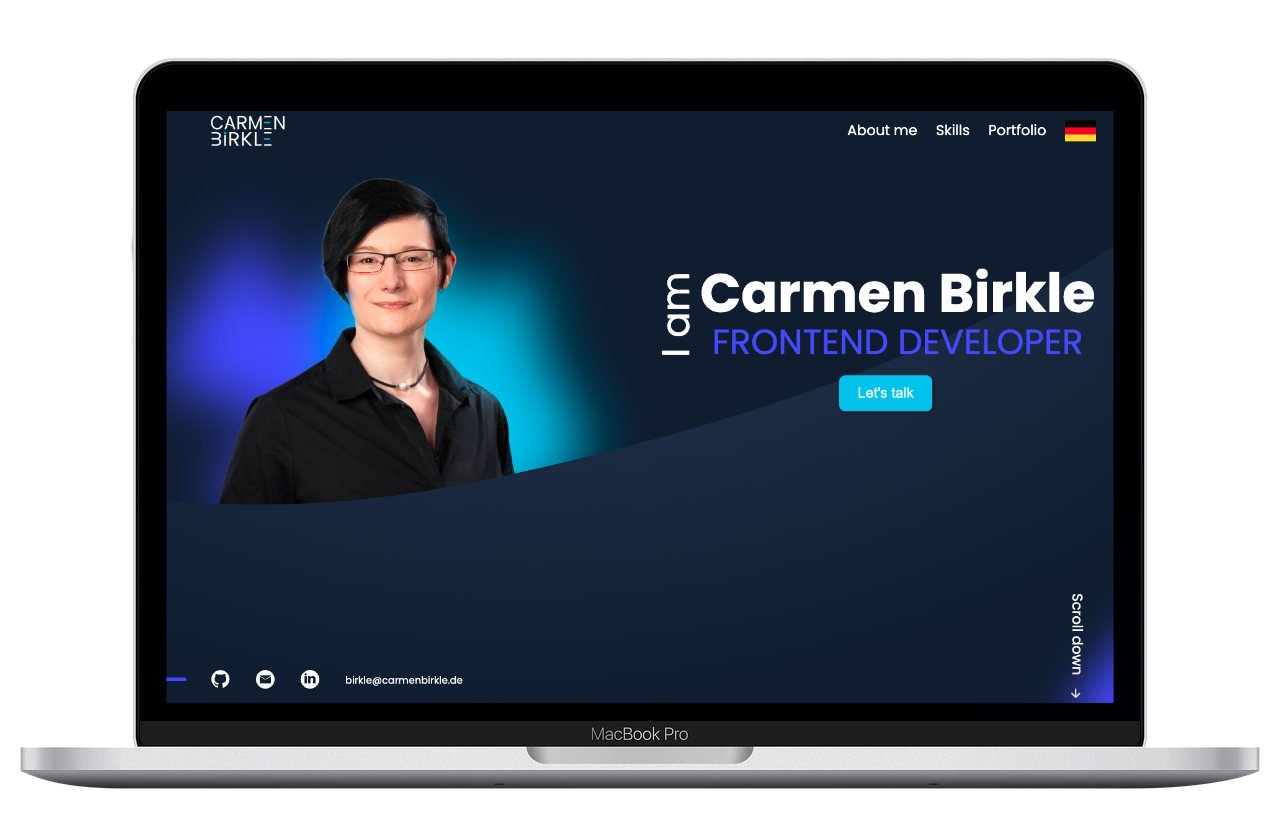 CARMEN
BiRKLE
About me Skills Portfolio
I am
Carmen Birkle
FRONTEND DEVELOPER
Let's talk
Scroll down
in
birkle@carmenbirkle.de
MacBook Pro